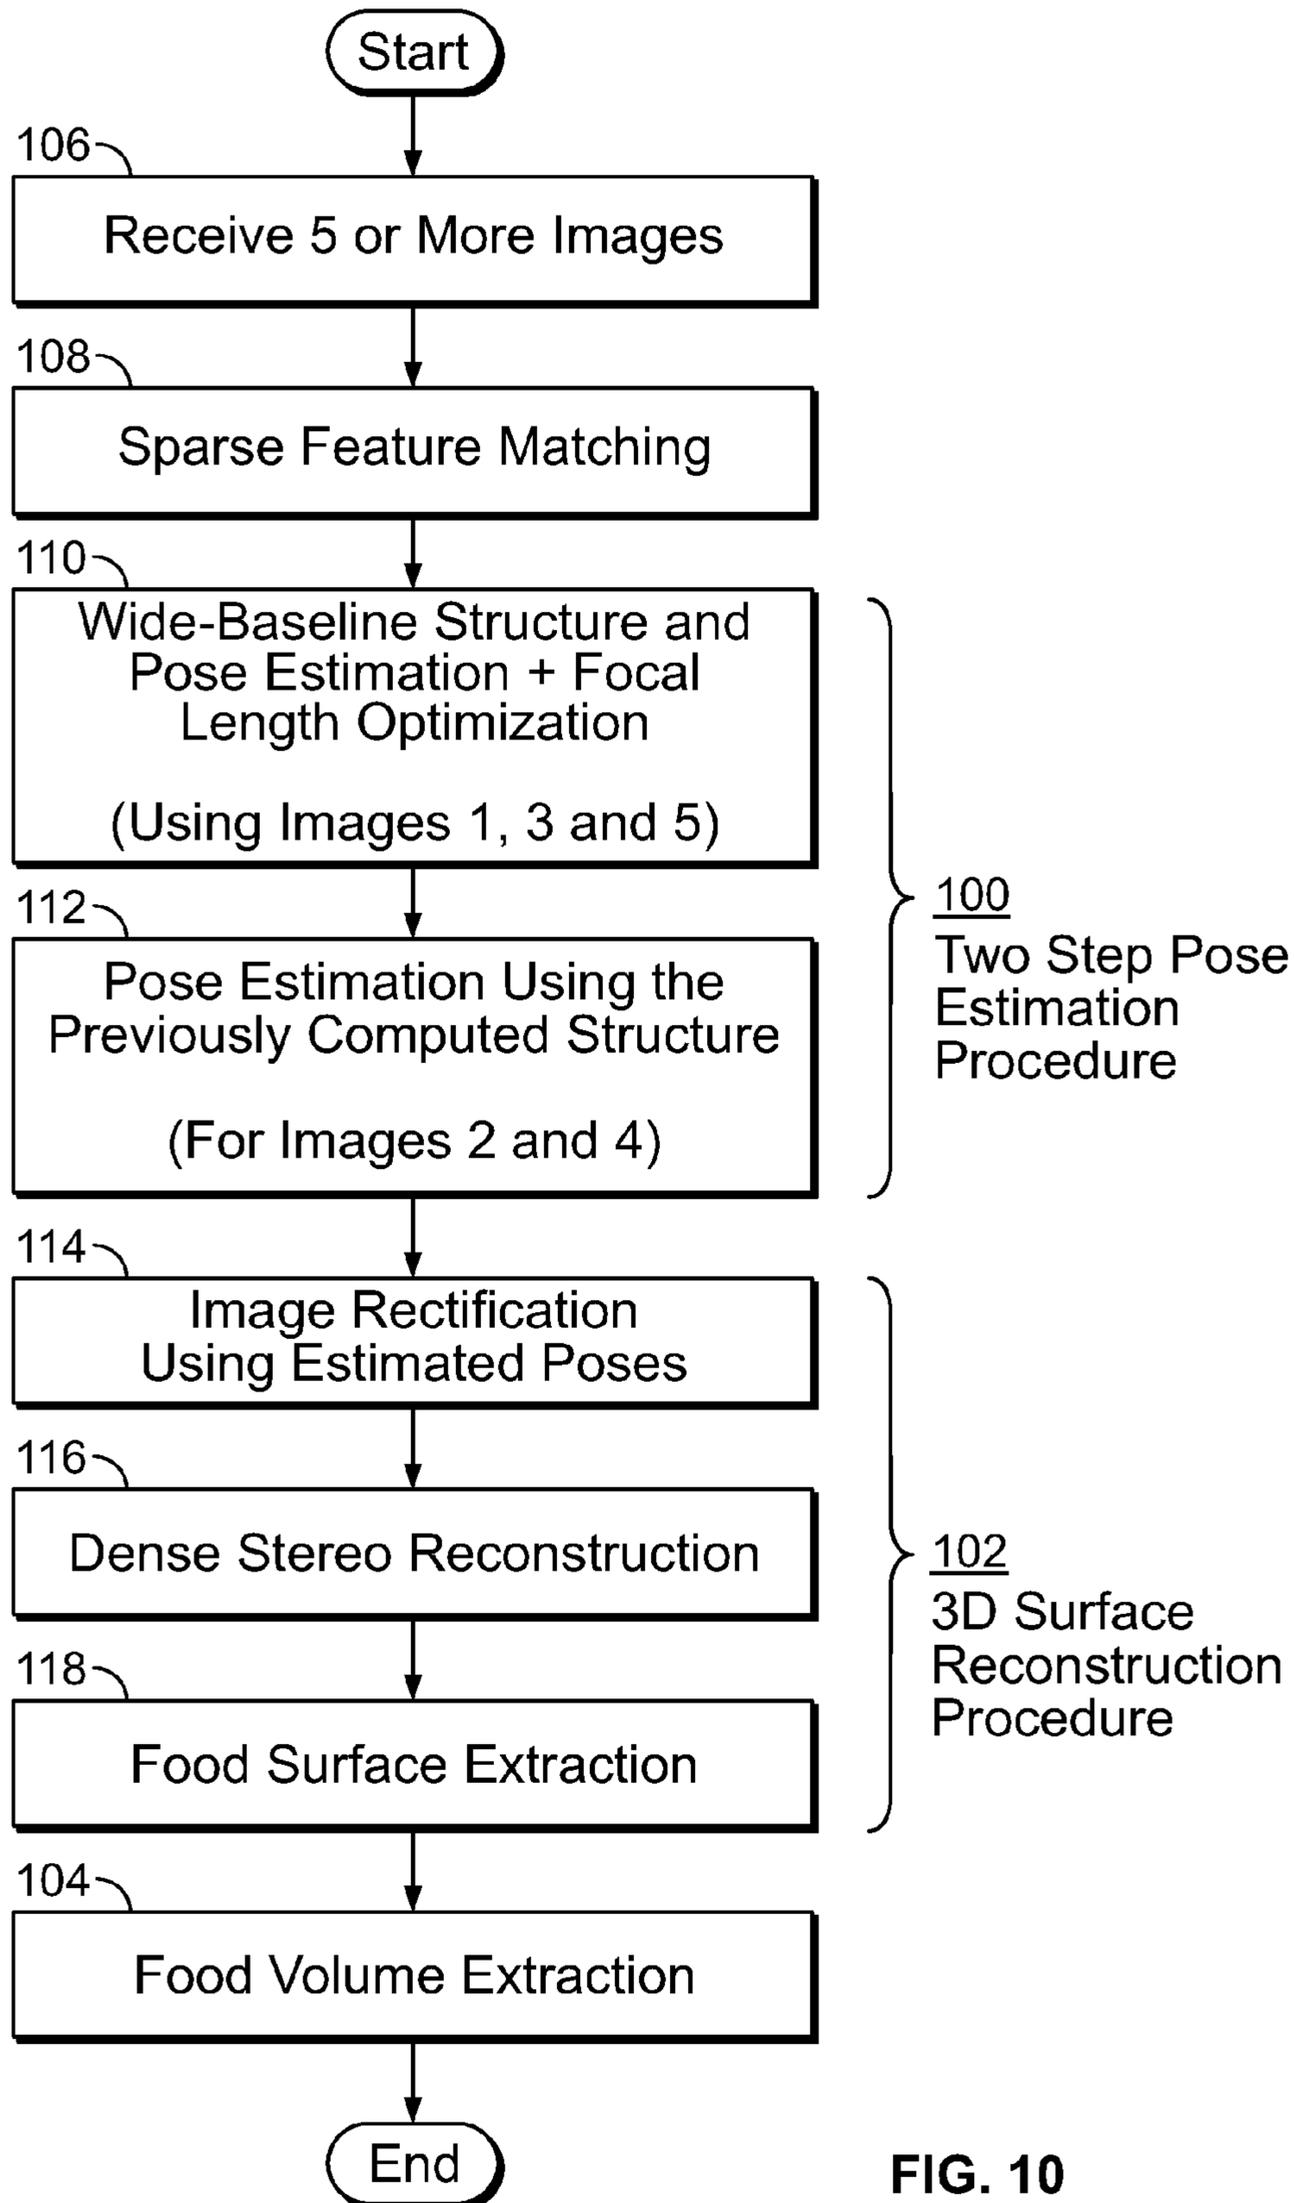 Start
106
Receive 5 or More Images
108
Sparse Feature Matching
110
Wide-Baseline Structure and
Pose Estimation + Focal
Length Optimization
(Using Images 1, 3 and 5)
112
Pose Estimation Using the
Previously Computed Structure
(For Images 2 and 4)
100
Two Step Pose
Estimation
Procedure
114
Image Rectification
Using Estimated Poses
116
Dense Stereo Reconstruction
118
Food Surface Extraction
102
3D Surface
Reconstruction
Procedure
104
Food Volume Extraction
End
FIG. 10